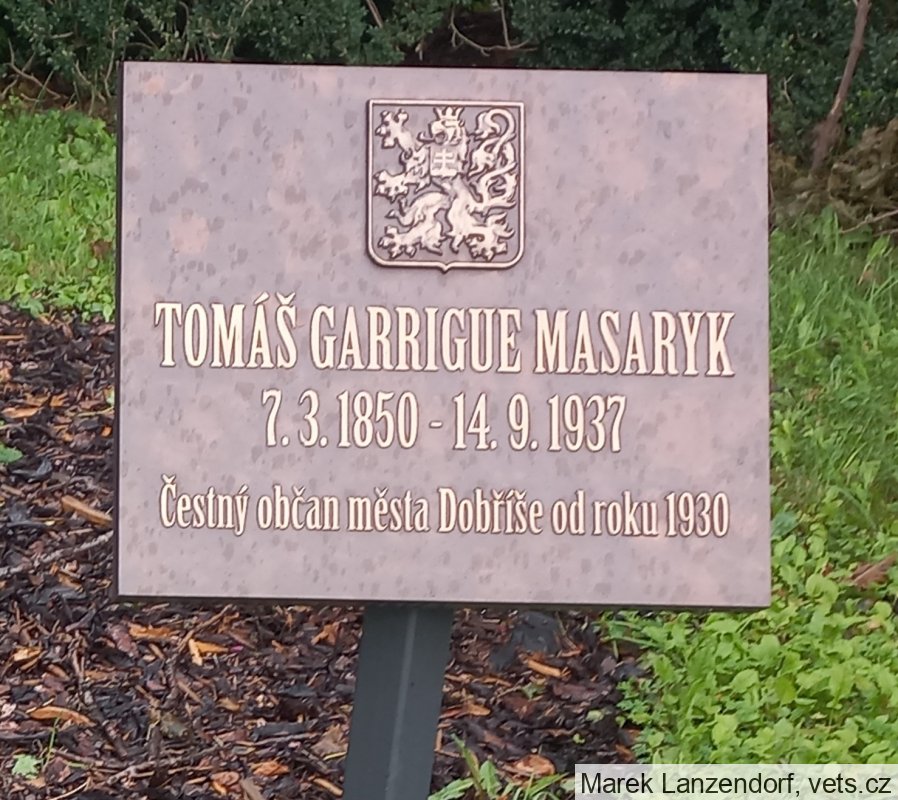 TOMÁŠ GARRIGUE MASARYK
7. 3. 1850 - 14. 9. 1937
Čestný občan města Dobříše od roku 1930
Marek Lanzendorf, vets.cz